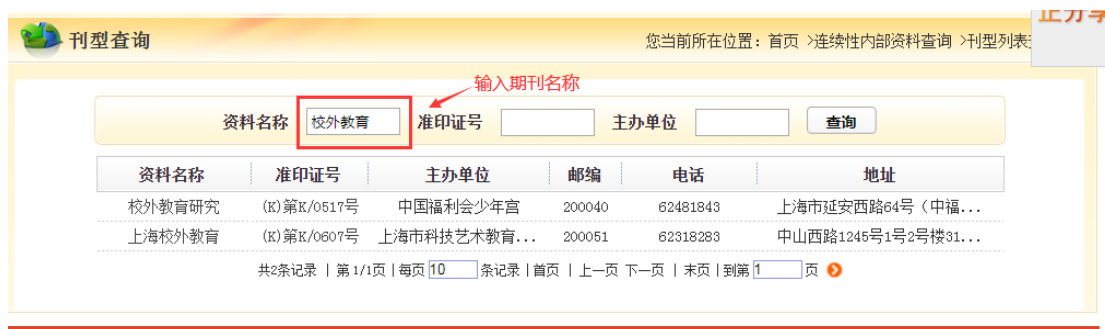 正分享
刊型查询
您当前所在位置：首页 >连续性内部资料查询 >刊型列表
输入期刊名称
资料名称 校外教育 准印证号 主办单位 查询
资料名称 准印证号 主办单位 邮编 电话 地址
校外教育研究 (K)第K/0517号 中国福利会少年宫 200040 62481843 上海市延安西路64号（中福...
上海校外教育 (K)第K/0607号 上海市科技艺术教育... 200051 62318283 中山西路1245号1号2号楼31...
共2条记录 | 第1/1页 | 每页 10 条记录 | 首页 | 上一页 下一页 | 末页 | 到第 1 页